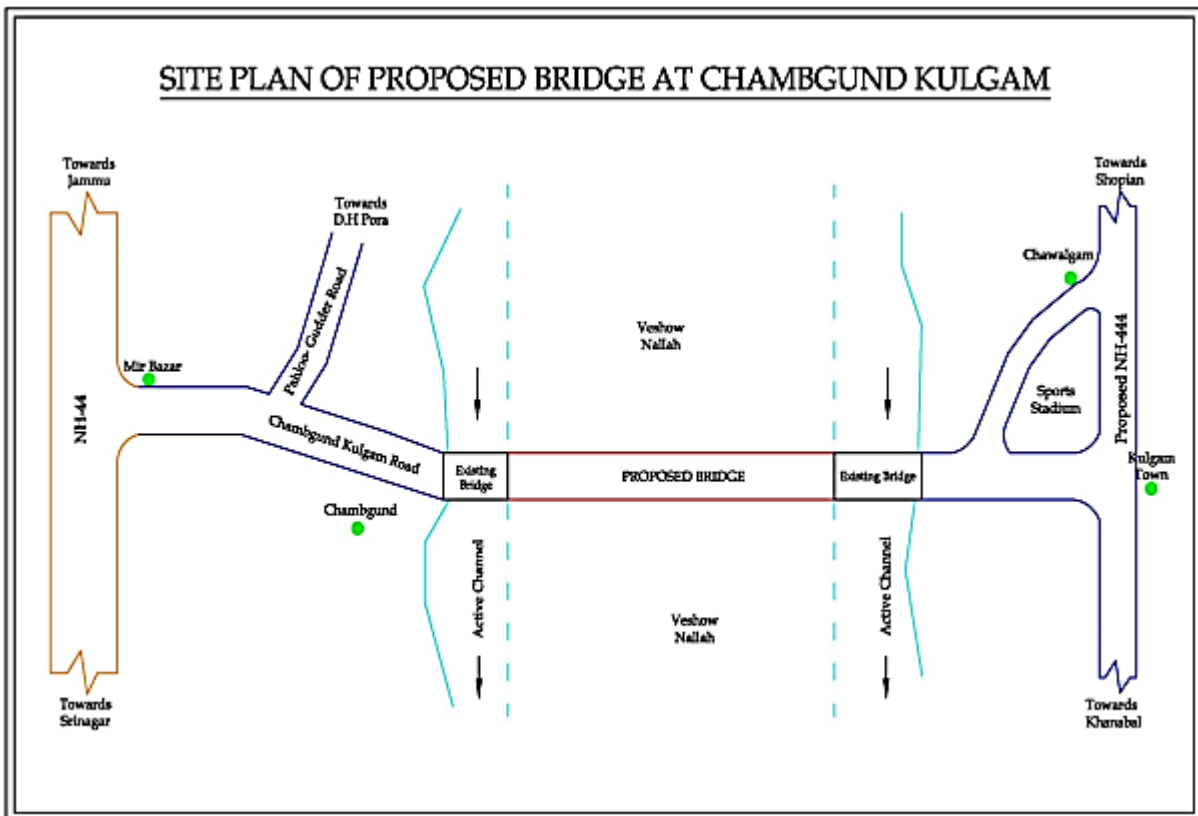 SITE PLAN OF PROPOSED BRIDGE AT CHAMBGUND KULGAM
Towards
Jammu
Towards
D.H Pora
Towards
Shopian
Chawalgam
Pahloo- Gudder Road
Veshow
Nallah
Mir Bazar
NH-44
Sports
Stadium
Proposed NH-444
Chambgund Kulgam Road
Existing
Bridge
PROPOSED BRIDGE
Existing Bridge
Kulgam
Town
Chambgund
Active Channel
Veshow
Nallah
Active Channel
Towards
Srinagar
Towards
Khanabal